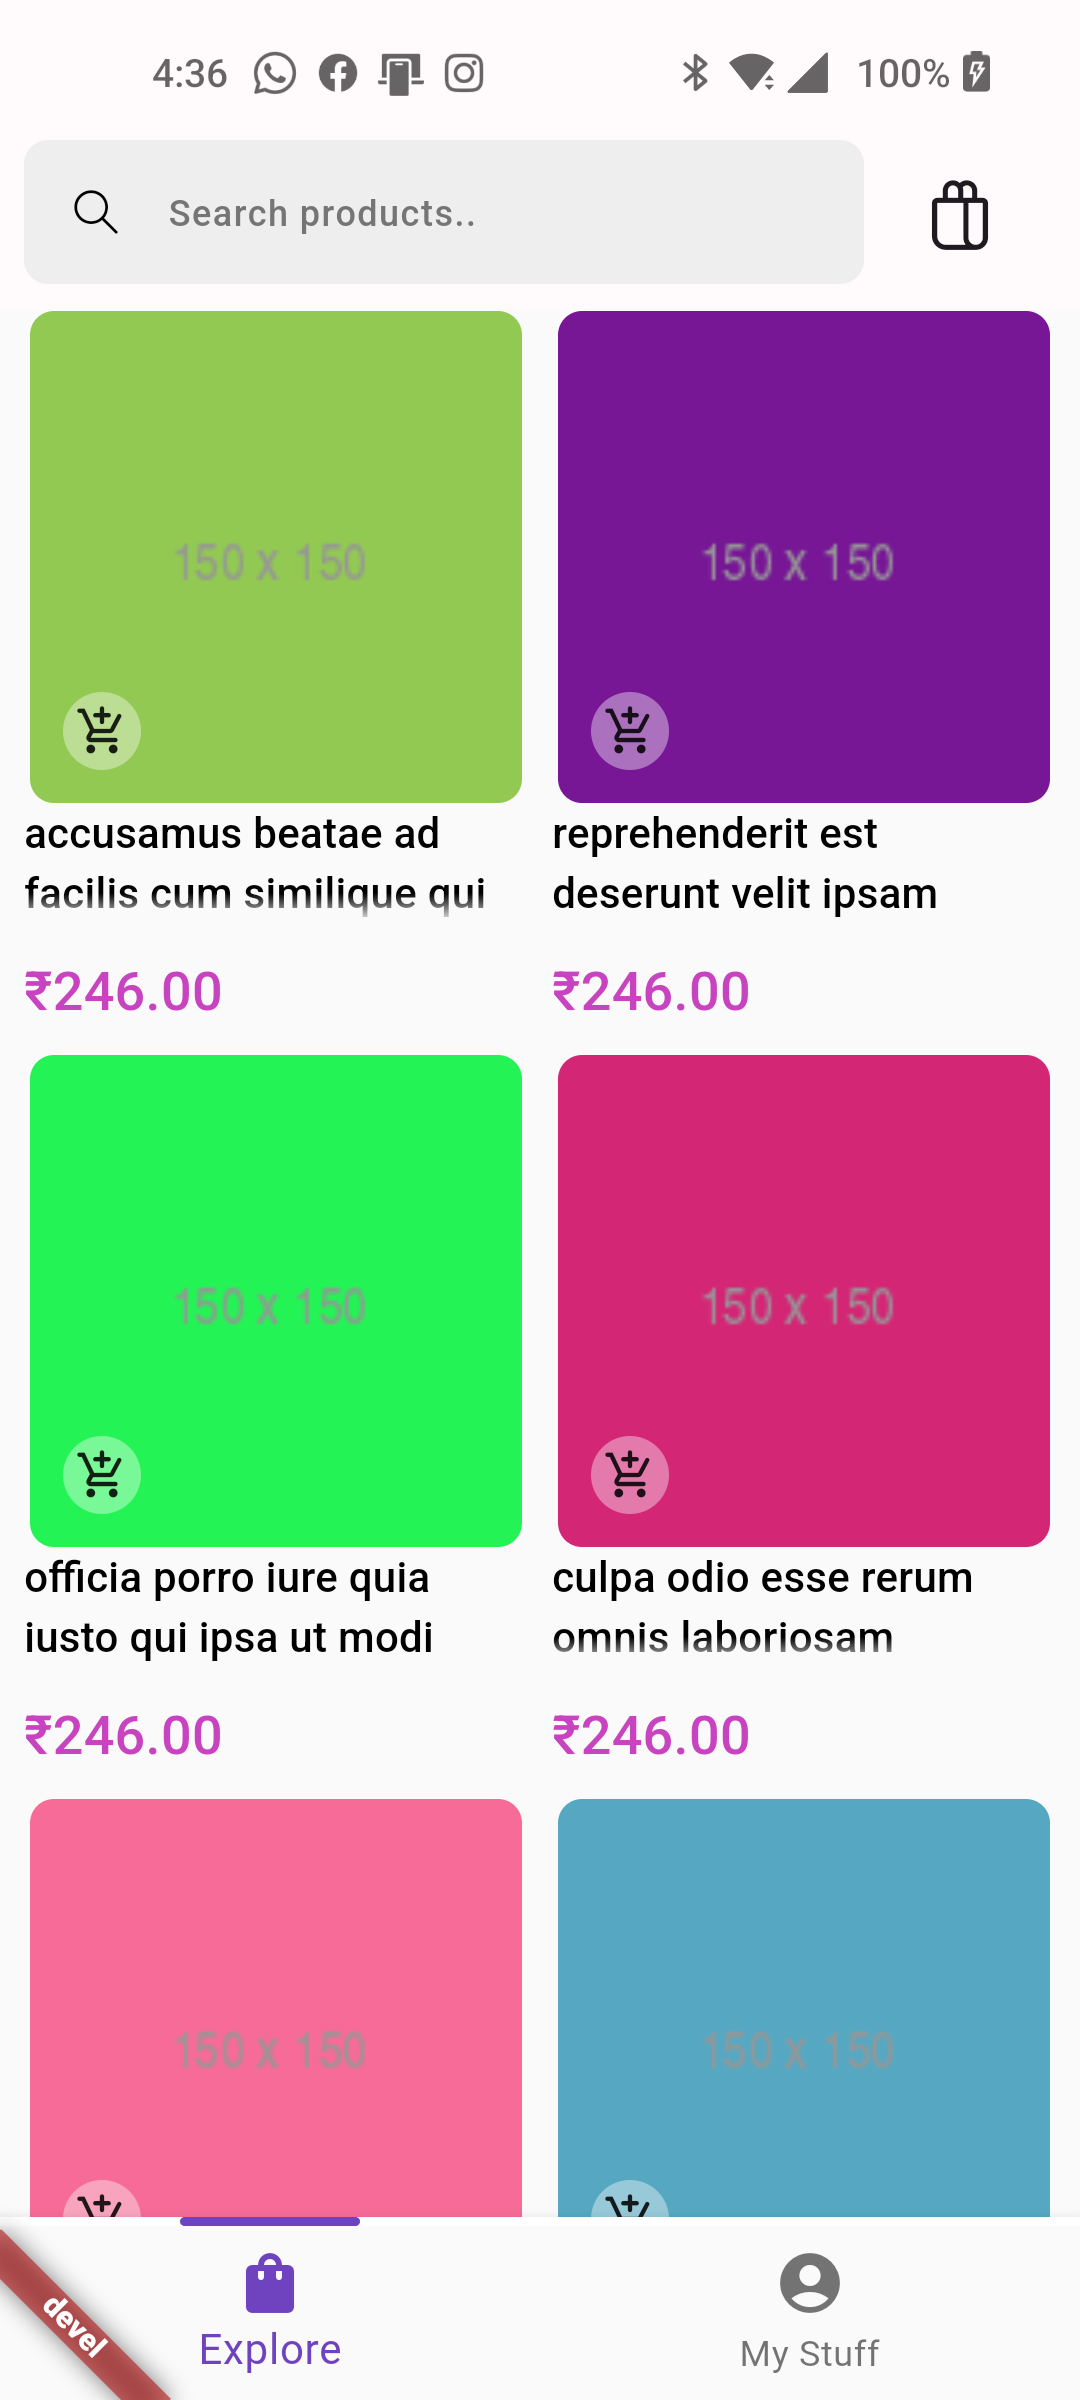 4:36
100%
Search products..
150 x 150
150 x 150
accusamus beatae ad
facilis cum similique qui
₹246.00
reprehenderit est
deserunt velit ipsam
₹246.00
150 x 150
150 x 150
officia porro iure quia
iusto qui ipsa ut modi
₹246.00
culpa odio esse rerum
omnis laboriosam
₹246.00
150 x 150
150 x 150
devel
Explore
My Stuff